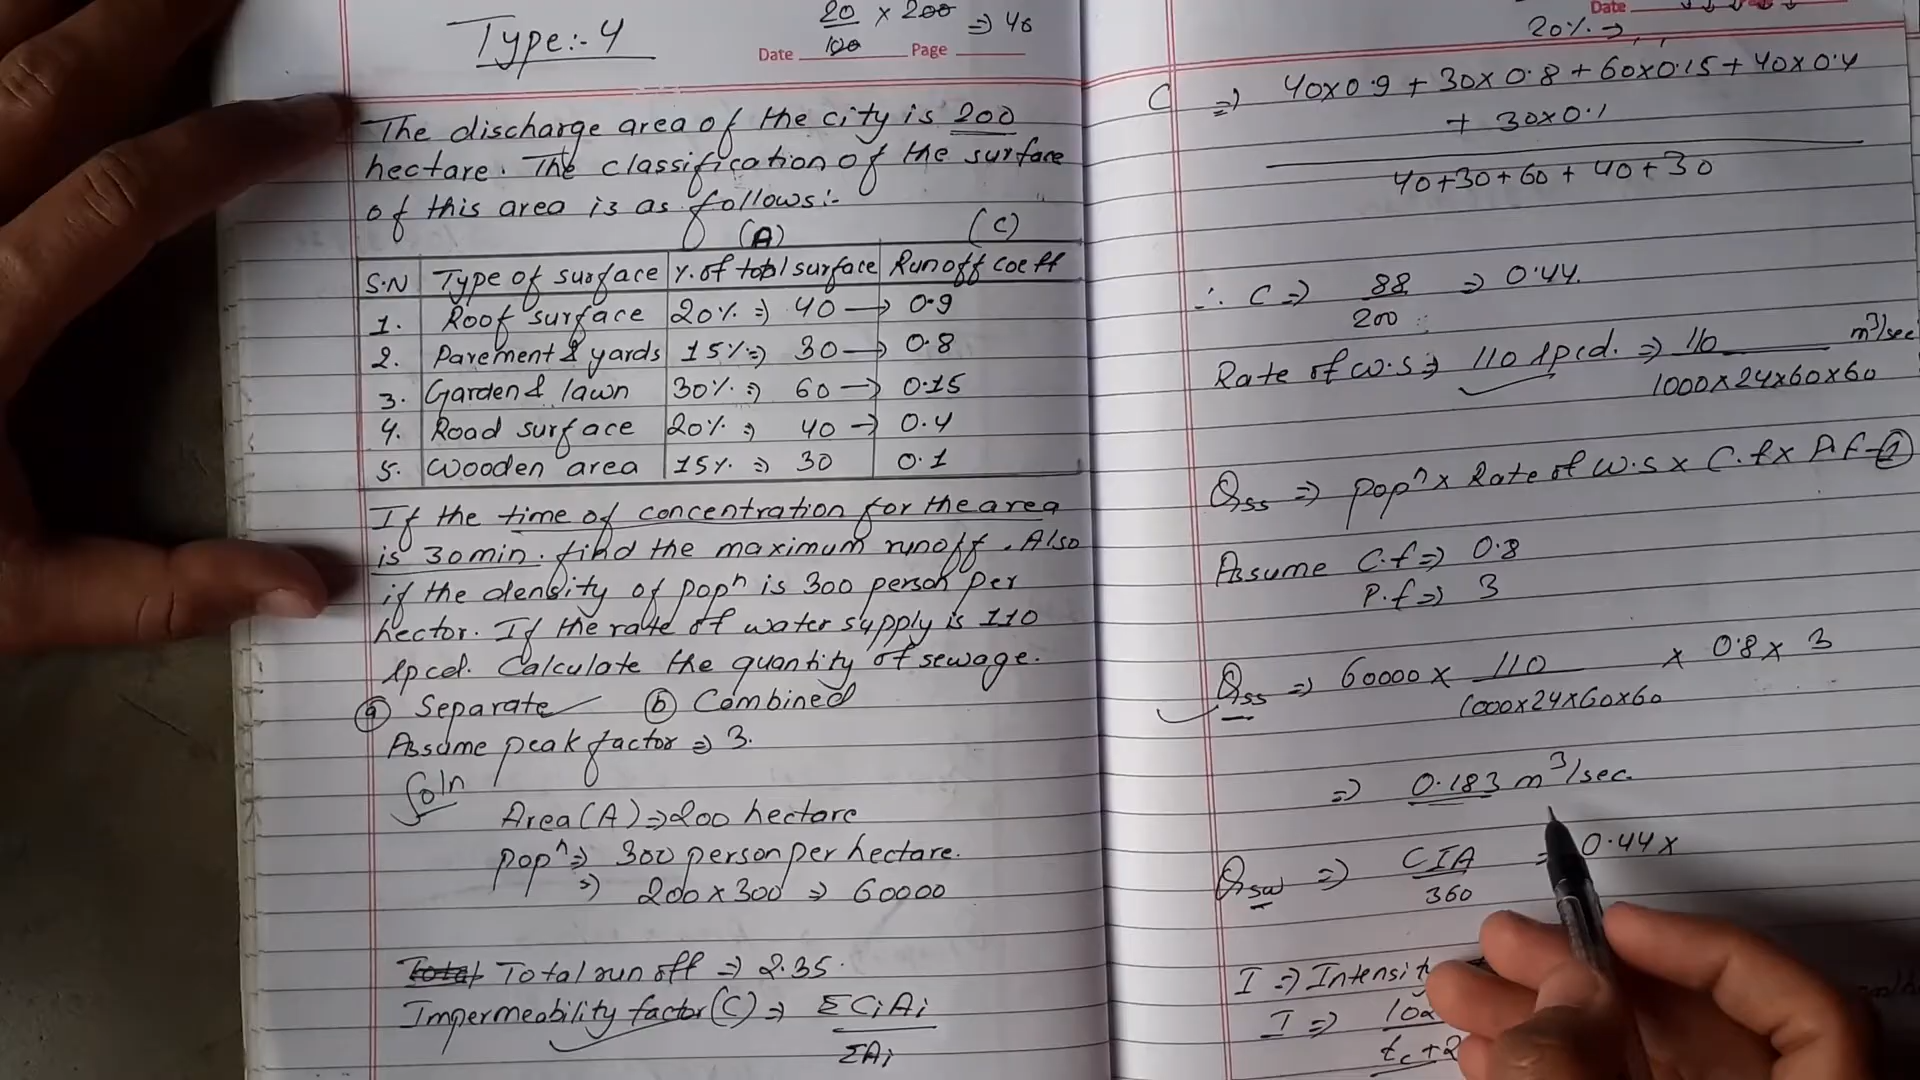 Type:- 4
20/100 × 200 ⇒ 40
Date Page
The discharge area of the city is 200
hectare. The classification of the surface
of this area is as follows:-
(A) (C)
S.N Type of surface %. of total surface Runoff coeff
1. Roof surface 20% ⇒ 40 → 0.9
2. Pavement & yards 15% ⇒ 30 → 0.8
3. Garden & lawn 30% ⇒ 60 → 0.15
4. Road surface 20% ⇒ 40 → 0.4
5. Wooden area 15% ⇒ 30 0.1
If the time of concentration for the area
is 30 min. find the maximum runoff. Also
if the density of popⁿ is 300 person per
hector. If the rate of water supply is 110
lpcd. Calculate the quantity of sewage.
(a) Separate (b) Combined
Assume peak factor ⇒ 3.
Soln
Area (A) ⇒ 200 hectare
popⁿ ⇒ 300 person per hectare.
⇒ 200 × 300 ⇒ 60000
Total Total run off ⇒ 2.35
Impermeability factor (C) ⇒ ΣCiAi
ΣAi
Date
20% →
C ⇒ 40×0.9 + 30×0.8 + 60×0.15 + 40×0.4
+ 30×0.1
40+30+60+40+30
∴ C ⇒ 88/200 ⇒ 0.44.
Rate of W.S ⇒ 110 lpcd. ⇒ 110 m³/sec
1000×24×60×60
Qss ⇒ popⁿ × Rate of W.S × C.f × P.f
Assume C.f ⇒ 0.8
P.f ⇒ 3
Qss ⇒ 60000 × 110 × 0.8 × 3
1000×24×60×60
⇒ 0.183 m³/sec.
Qsw ⇒ CIA 0.44 ×
360
I ⇒
I ⇒
tc +